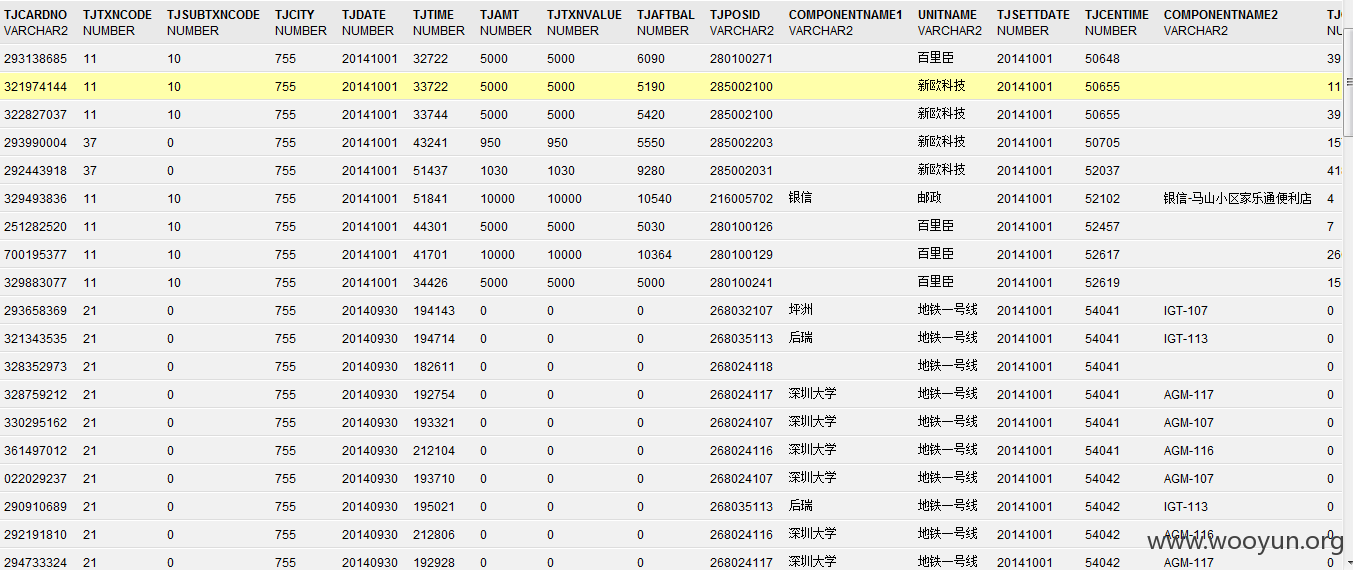 TJCARDNO TJTXNCODE TJSUBTXNCODE TJCITY TJDATE TJTIME TJAMT TJTXNVALUE TJAFTBAL TJPOSID COMPONENTNAME1 UNITNAME TJSETTDATE TJCENTIME COMPONENTNAME2
VARCHAR2 NUMBER NUMBER NUMBER NUMBER NUMBER NUMBER NUMBER NUMBER VARCHAR2 VARCHAR2 VARCHAR2 NUMBER NUMBER VARCHAR2
293138685 11 10 755 20141001 32722 5000 5000 6090 280100271 百里臣 20141001 50648 39
321974144 11 10 755 20141001 33722 5000 5000 5190 285002100 新欧科技 20141001 50655 11
322827037 11 10 755 20141001 33744 5000 5000 5420 285002100 新欧科技 20141001 50655 39
293990004 37 0 755 20141001 43241 950 950 5550 285002203 新欧科技 20141001 50705 15
292443918 37 0 755 20141001 51437 1030 1030 9280 285002031 新欧科技 20141001 52037 41
329493836 11 10 755 20141001 51841 10000 10000 10540 216005702 银信 邮政 20141001 52102 银信-马山小区家乐通便利店 4
251282520 11 10 755 20141001 44301 5000 5000 5030 280100126 百里臣 20141001 52457 7
700195377 11 10 755 20141001 41701 10000 10000 10364 280100129 百里臣 20141001 52617 26
329883077 11 10 755 20141001 34426 5000 5000 5000 280100241 百里臣 20141001 52619 15
293658369 21 0 755 20140930 194143 0 0 0 268032107 坪洲 地铁一号线 20141001 54041 IGT-107 0
321343535 21 0 755 20140930 194714 0 0 0 268035113 后瑞 地铁一号线 20141001 54041 IGT-113 0
328352973 21 0 755 20140930 182611 0 0 0 268024118 地铁一号线 20141001 54041 0
328759212 21 0 755 20140930 192754 0 0 0 268024117 深圳大学 地铁一号线 20141001 54041 AGM-117 0
330295162 21 0 755 20140930 193321 0 0 0 268024107 深圳大学 地铁一号线 20141001 54041 AGM-107 0
361497012 21 0 755 20140930 212104 0 0 0 268024116 深圳大学 地铁一号线 20141001 54041 AGM-116 0
022029237 21 0 755 20140930 193710 0 0 0 268024107 深圳大学 地铁一号线 20141001 54042 AGM-107 0
290910689 21 0 755 20140930 195021 0 0 0 268035113 后瑞 地铁一号线 20141001 54042 IGT-113 0
292191810 21 0 755 20140930 212806 0 0 0 268024116 深圳大学 地铁一号线 20141001 54042 AGM-116 0
www.wooyun.org
294733324 21 0 755 20140930 192928 0 0 0 268024117 深圳大学 地铁一号线 20141001 54042 AGM-117 0